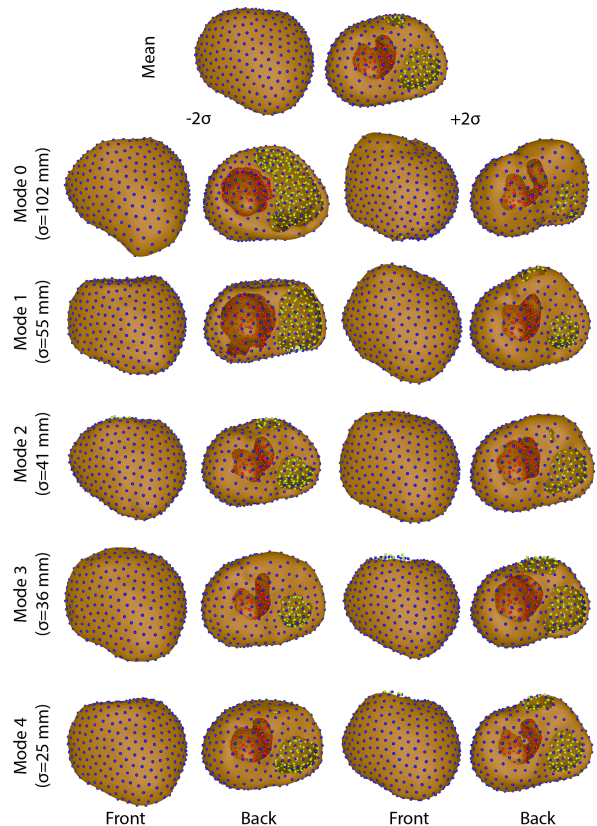 Mean
-2σ +2σ
Mode 0
(σ=102 mm)
Mode 1
(σ=55 mm)
Mode 2
(σ=41 mm)
Mode 3
(σ=36 mm)
Mode 4
(σ=25 mm)
Front Back Front Back